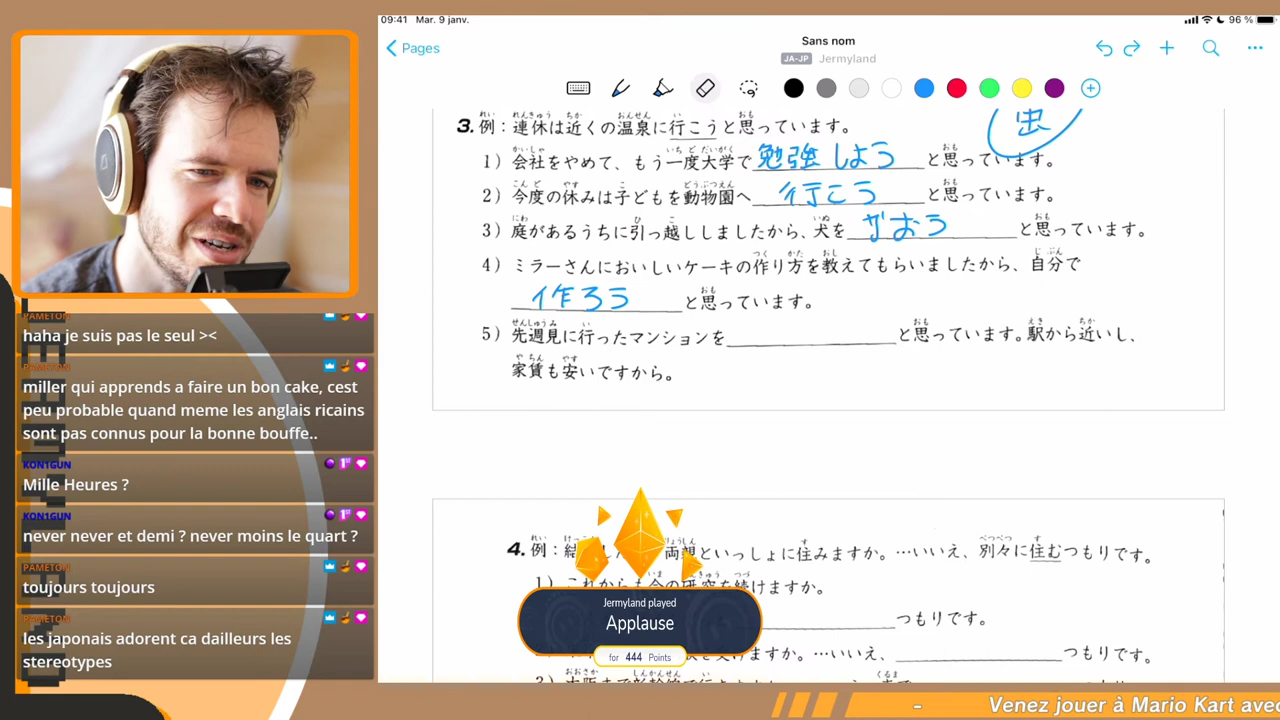 09:41 Mar. 9 janv.
96 %
Pages
Sans nom
JA-JP Jermyland
3. 例：連休は近くの温泉に行こうと思っています。
1）会社をやめて、もう一度大学で 勉強しよう と思っています。
2）今度の休みは子どもを動物園へ 行こう と思っています。
3）庭があるうちに引っ越ししましたから、犬を と思っています。
4）ミラーさんにおいしいケーキの作り方を教えてもらいましたから、自分で
作ろう と思っています。
5）先週見に行ったマンションを と思っています。駅から近いし、
家賃も安いですから。
4. 例：結 両親といっしょに住みますか。…いいえ、別々に住むつもりです。
1）これからも今の研究を続けますか。
つもりです。
ますか。…いいえ、 つもりです。
PAMETON
haha je suis pas le seul ><
PAMETON
miller qui apprends a faire un bon cake, cest
peu probable quand meme les anglais ricains
sont pas connus pour la bonne bouffe..
KON1GUN
Mille Heures ?
KON1GUN
never never et demi ? never moins le quart ?
PAMETON
toujours toujours
PAMETON
les japonais adorent ca dailleurs les
stereotypes
Jermyland played
Applause
for 444 Points
- Venez jouer à Mario Kart avec